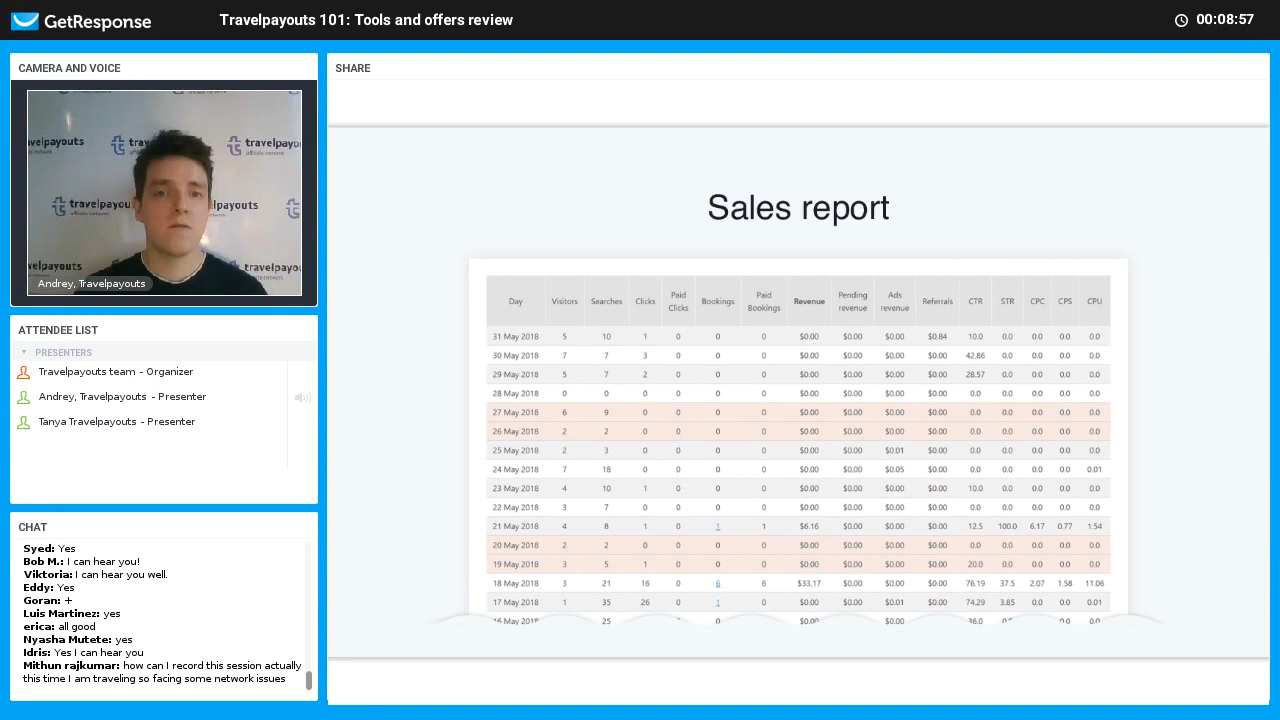 GetResponse
Travelpayouts 101: Tools and offers review
00:08:57
CAMERA AND VOICE
travelpayouts
travelpayouts
Andrey, Travelpayouts
ATTENDEE LIST
PRESENTERS
Travelpayouts team - Organizer
Andrey, Travelpayouts - Presenter
Tanya Travelpayouts - Presenter
CHAT
Syed: Yes
Bob M.: I can hear you!
Viktoria: I can hear you well.
Eddy: Yes
Goran: +
Luis Martinez: yes
erica: all good
Nyasha Mutete: yes
Idris: Yes I can hear you
Mithun rajkumar: how can I record this session actually
this time I am traveling so facing some network issues
SHARE
Sales report
Day Visitors Searches Clicks Paid Clicks Bookings Paid Bookings Revenue Pending revenue Ads revenue Referrals CTR STR CPC CPS CPU
31 May 2018 5 10 1 0 0 0 $0.00 $0.00 $0.00 $0.84 10.0 0.0 0.0 0.0 0.0
30 May 2018 7 7 3 0 0 0 $0.00 $0.00 $0.00 $0.00 42.86 0.0 0.0 0.0 0.0
29 May 2018 5 7 2 0 0 0 $0.00 $0.00 $0.00 $0.00 28.57 0.0 0.0 0.0 0.0
28 May 2018 0 0 0 0 0 0 $0.00 $0.00 $0.00 $0.00 0.0 0.0 0.0 0.0 0.0
27 May 2018 6 9 0 0 0 0 $0.00 $0.00 $0.00 $0.00 0.0 0.0 0.0 0.0 0.0
26 May 2018 2 2 0 0 0 0 $0.00 $0.00 $0.00 $0.00 0.0 0.0 0.0 0.0 0.0
25 May 2018 2 3 0 0 0 0 $0.00 $0.00 $0.01 $0.00 0.0 0.0 0.0 0.0 0.0
24 May 2018 7 18 0 0 0 0 $0.00 $0.00 $0.05 $0.00 0.0 0.0 0.0 0.0 0.01
23 May 2018 4 10 1 0 0 0 $0.00 $0.00 $0.00 $0.00 10.0 0.0 0.0 0.0 0.0
22 May 2018 3 7 0 0 0 0 $0.00 $0.00 $0.00 $0.00 0.0 0.0 0.0 0.0 0.0
21 May 2018 4 8 1 0 1 1 $6.16 $0.00 $0.00 $0.00 12.5 100.0 6.17 0.77 1.54
20 May 2018 2 2 0 0 0 0 $0.00 $0.00 $0.00 $0.00 0.0 0.0 0.0 0.0 0.0
19 May 2018 3 5 1 0 0 0 $0.00 $0.00 $0.00 $0.00 20.0 0.0 0.0 0.0 0.0
18 May 2018 3 21 16 0 6 6 $33.17 $0.00 $0.00 $0.00 76.19 37.5 2.07 1.58 11.06
17 May 2018 1 35 26 0 1 0 $0.00 $0.00 $0.01 $0.00 74.29 3.85 0.0 0.0 0.01
16 May 2018 25 $0.00 $0.00 36.0